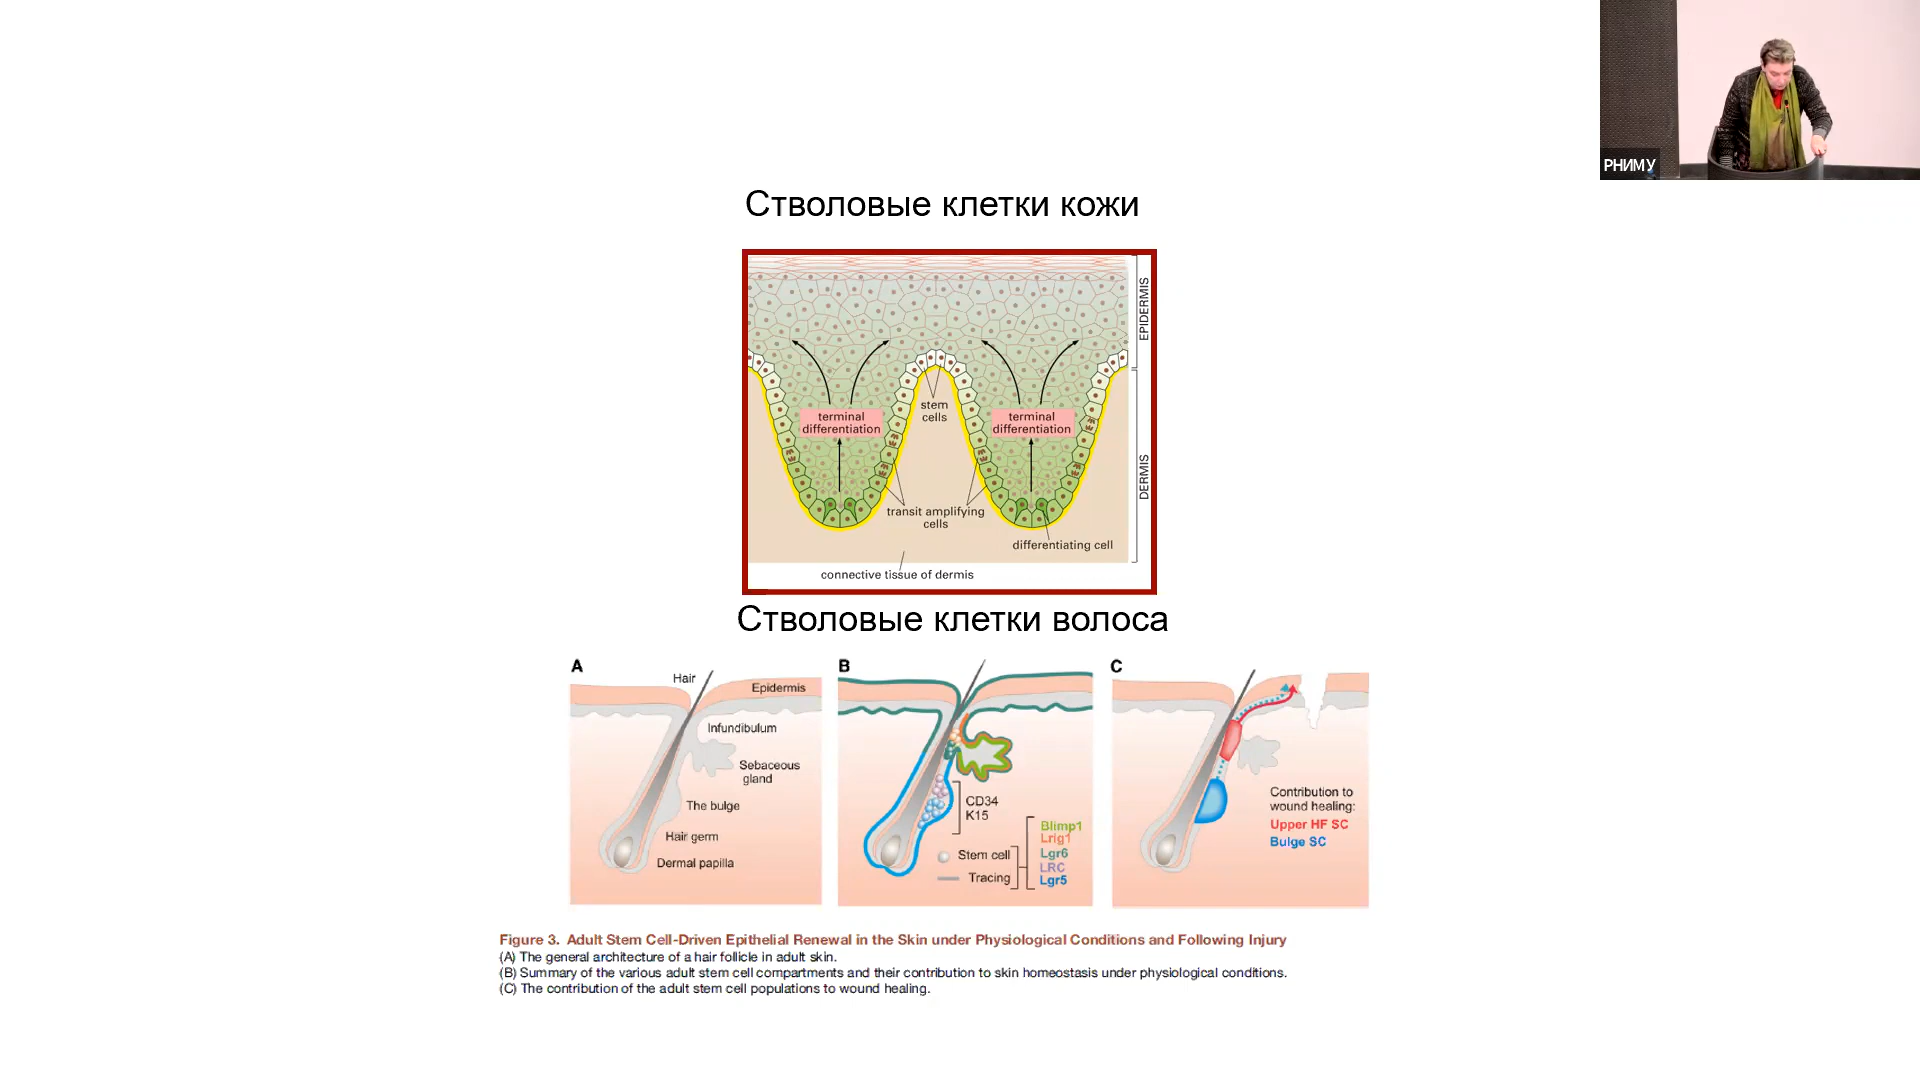 РНИМУ
Стволовые клетки кожи
EPIDERMIS
DERMIS
stem
cells
terminal
differentiation
terminal
differentiation
transit amplifying
cells
differentiating cell
connective tissue of dermis
Стволовые клетки волоса
A
Hair
Epidermis
Infundibulum
Sebaceous
gland
The bulge
Hair germ
Dermal papilla
B
CD34
K15
Stem cell
Tracing
Blimp1
Lrig1
Lgr6
LRC
Lgr5
C
Contribution to
wound healing:
Upper HF SC
Bulge SC
Figure 3. Adult Stem Cell-Driven Epithelial Renewal in the Skin under Physiological Conditions and Following Injury
(A) The general architecture of a hair follicle in adult skin.
(B) Summary of the various adult stem cell compartments and their contribution to skin homeostasis under physiological conditions.
(C) The contribution of the adult stem cell populations to wound healing.